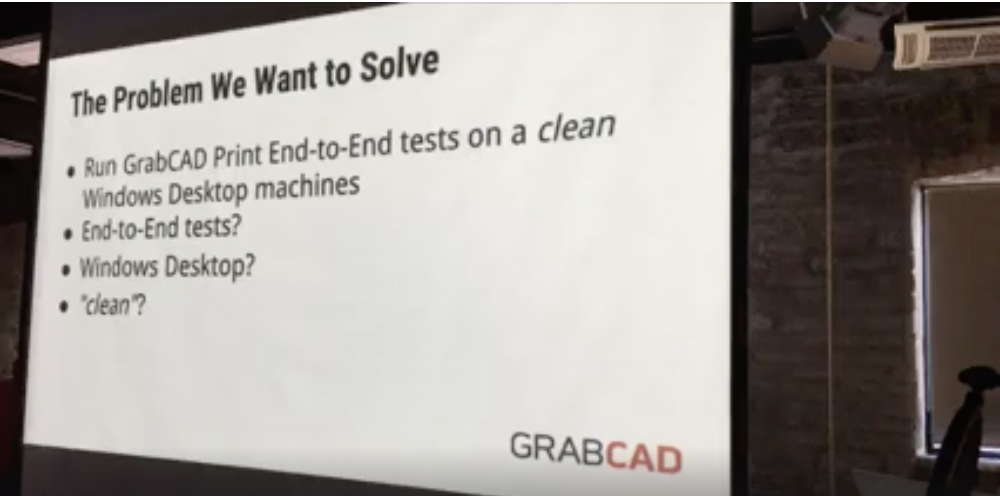 The Problem We Want to Solve
• Run GrabCAD Print End-to-End tests on a clean
Windows Desktop machines
• End-to-End tests?
• Windows Desktop?
• "clean"?
GRABCAD